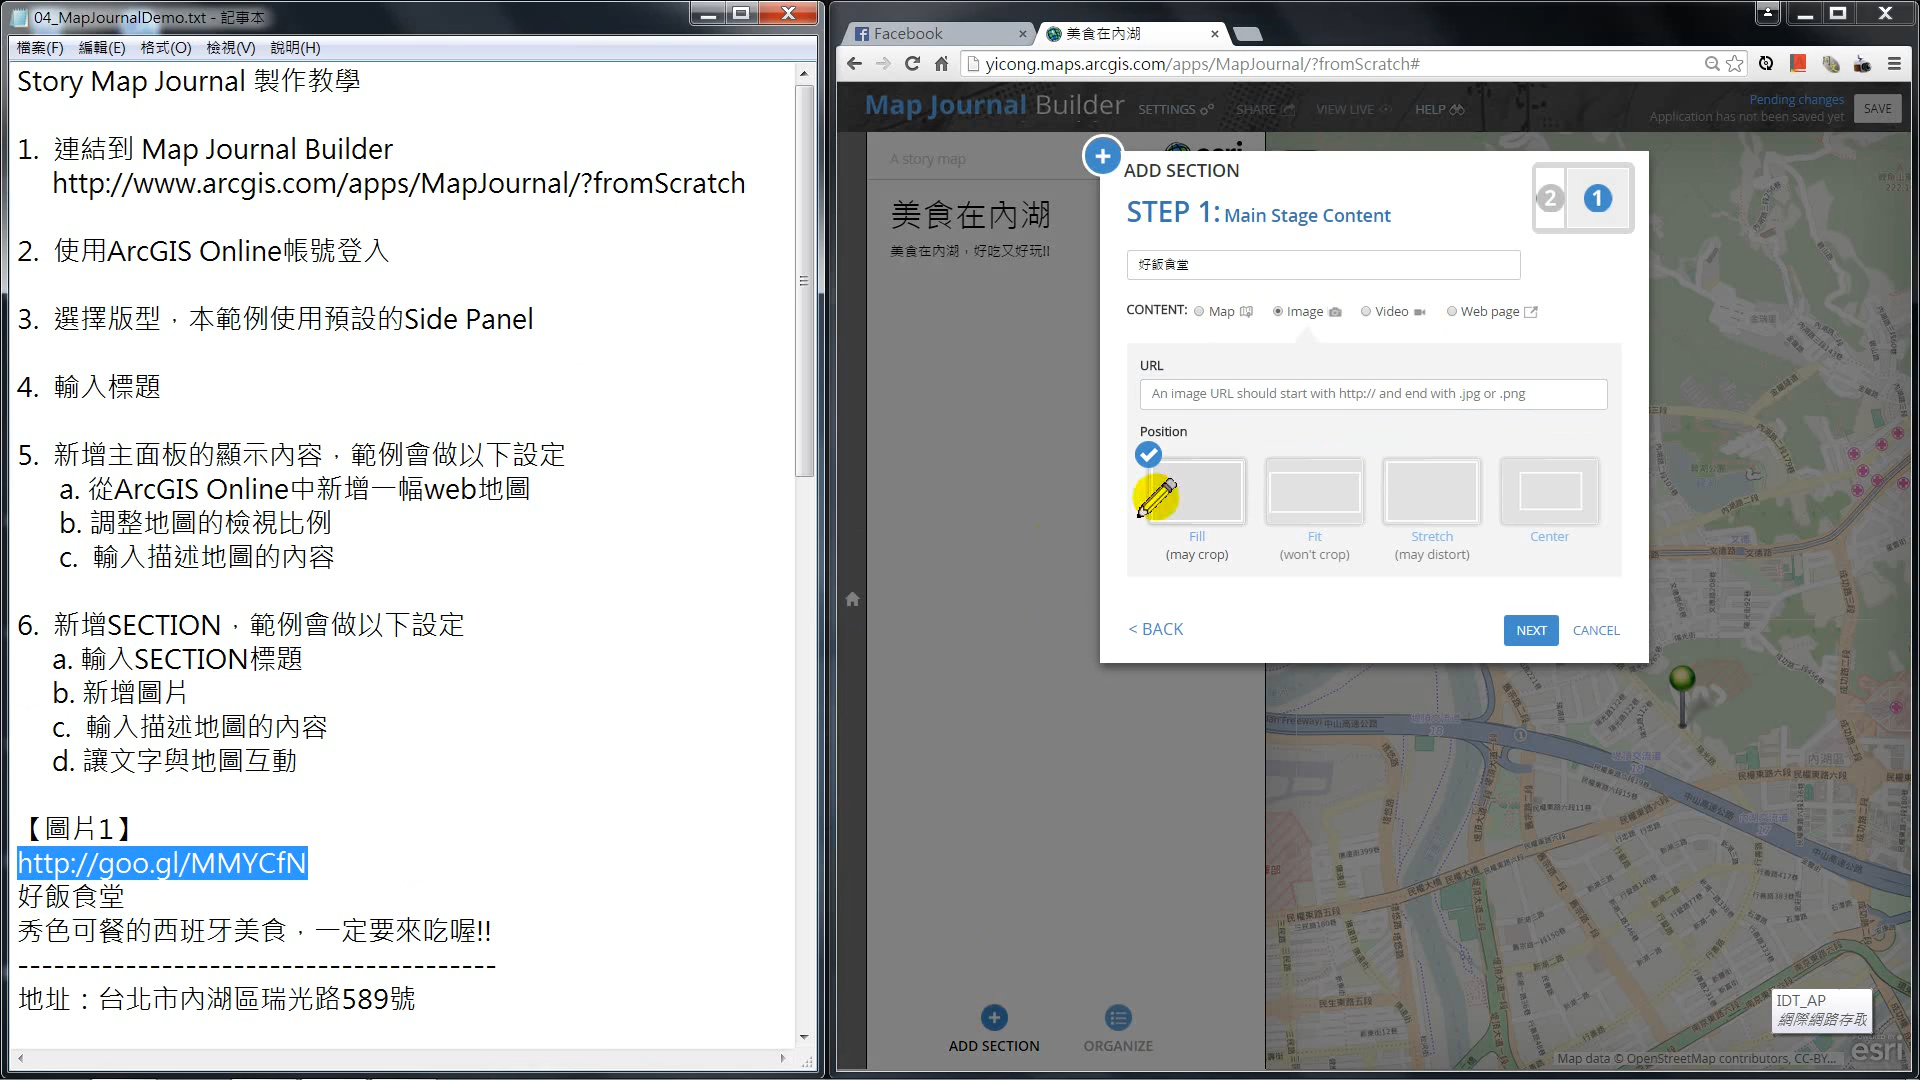 04_MapJournalDemo.txt - 記事本
檔案(F) 編輯(E) 格式(O) 檢視(V) 說明(H)
Story Map Journal 製作教學
1. 連結到 Map Journal Builder
http://www.arcgis.com/apps/MapJournal/?fromScratch
2. 使用ArcGIS Online帳號登入
3. 選擇版型，本範例使用預設的Side Panel
4. 輸入標題
5. 新增主面板的顯示內容，範例會做以下設定
a. 從ArcGIS Online中新增一幅web地圖
b. 調整地圖的檢視比例
c. 輸入描述地圖的內容
6. 新增SECTION，範例會做以下設定
a. 輸入SECTION標題
b. 新增圖片
c. 輸入描述地圖的內容
d. 讓文字與地圖互動
【圖片1】
http://goo.gl/MMYCfN
好飯食堂
秀色可餐的西班牙美食，一定要來吃喔!!
----------------------------------------
地址：台北市內湖區瑞光路589號
Facebook
美食在內湖
yicong.maps.arcgis.com/apps/MapJournal/?fromScratch#
Map Journal Builder SETTINGS SHARE VIEW LIVE HELP
Pending changes
Application has not been saved yet
SAVE
A story map
esri
美食在內湖
美食在內湖，好吃又好玩!!
ADD SECTION
STEP 1: Main Stage Content
2 1
好飯食堂
CONTENT: Map Image Video Web page
URL
An image URL should start with http:// and end with .jpg or .png
Position
Fill
(may crop)
Fit
(won't crop)
Stretch
(may distort)
Center
< BACK
NEXT
CANCEL
ADD SECTION
ORGANIZE
IDT_AP
網際網路存取
Map data © OpenStreetMap contributors, CC-BY...
esri
中山高速公路
民權大橋